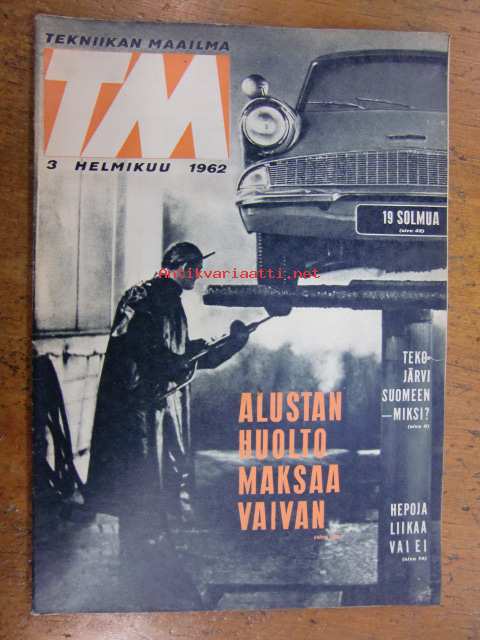 TEKNIIKAN MAAILMA
TM
3 HELMIKUU 1962
19 SOLMUA
Antikvariaatti.net
TEKO-
JÄRVI
SUOMEEN
—MIKSI?
ALUSTAN
HUOLTO
MAKSAA
VAIVAN
HEPOJA
LIIKAA
VAI EI